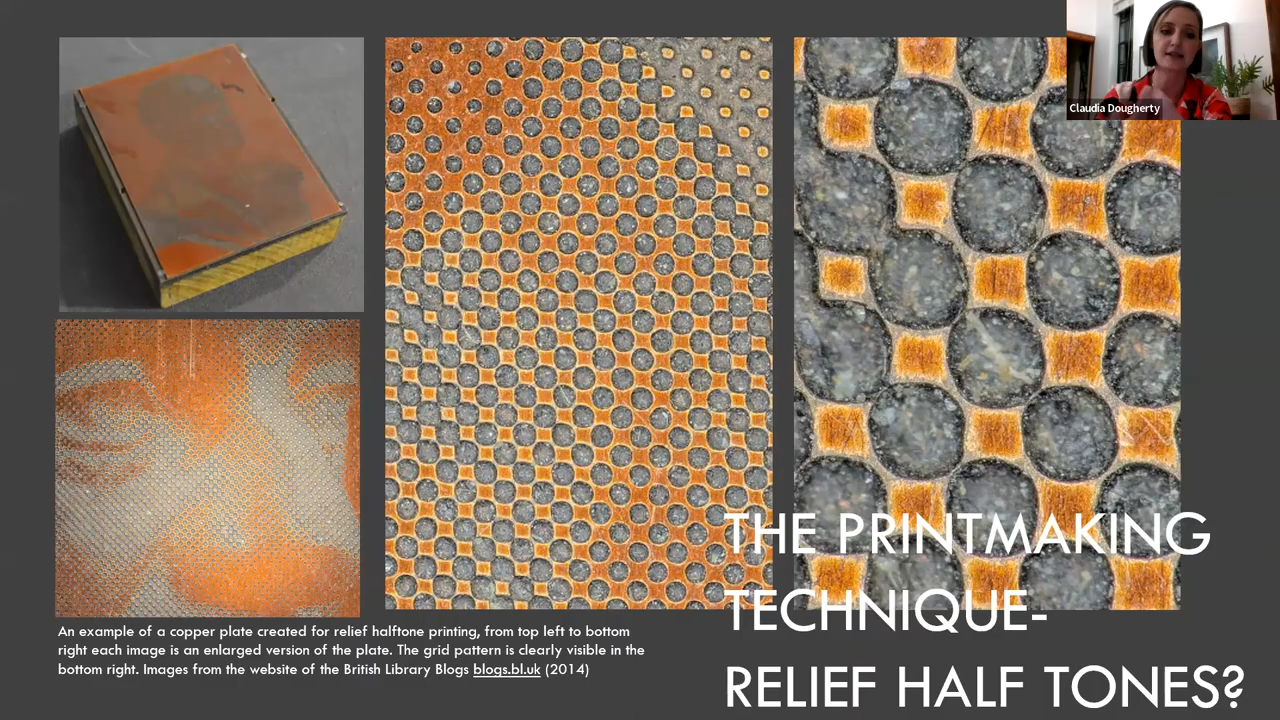 Claudia Dougherty
THE PRINTMAKING
TECHNIQUE-
RELIEF HALF TONES?
An example of a copper plate created for relief halftone printing, from top left to bottom
right each image is an enlarged version of the plate. The grid pattern is clearly visible in the
bottom right. Images from the website of the British Library Blogs blogs.bl.uk (2014)